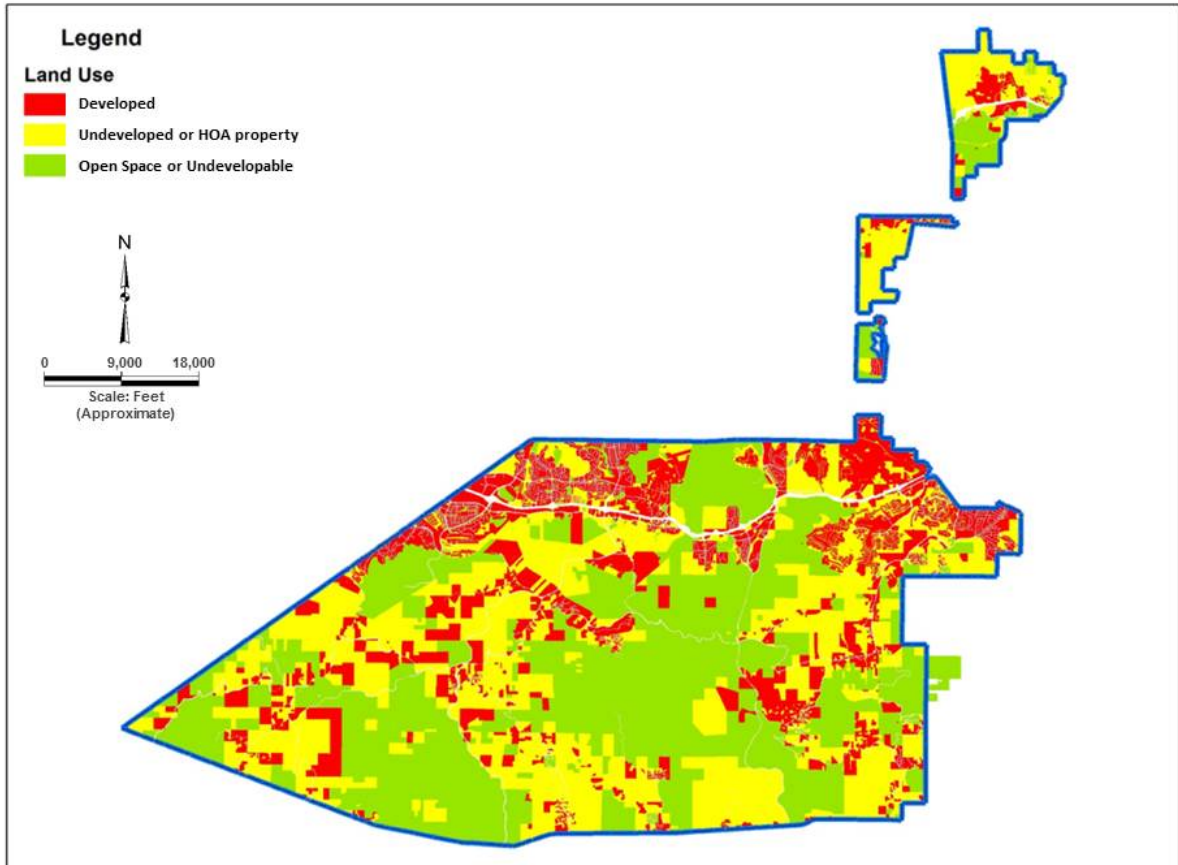 Legend
Land Use
Developed
Undeveloped or HOA property
Open Space or Undevelopable
N
0 9,000 18,000
Scale: Feet
(Approximate)